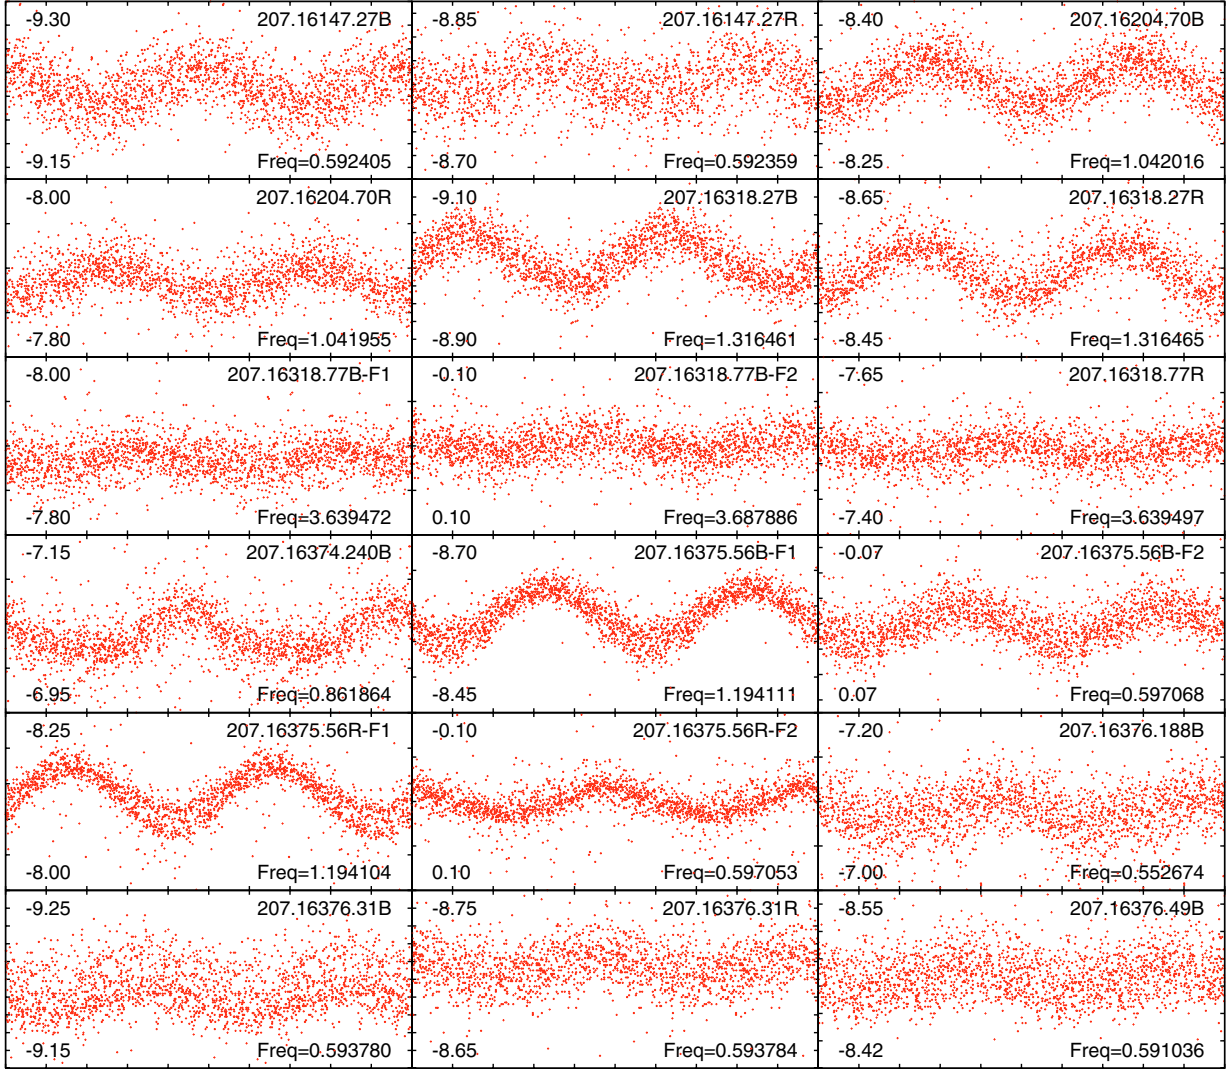 -9.30 207.16147.27B
-9.15 Freq=0.592405
-8.85 207.16147.27R
-8.70 Freq=0.592359
-8.40 207.16204.70B
-8.25 Freq=1.042016
-8.00 207.16204.70R
-7.80 Freq=1.041955
-9.10 207.16318.27B
-8.90 Freq=1.316461
-8.65 207.16318.27R
-8.45 Freq=1.316465
-8.00 207.16318.77B-F1
-7.80 Freq=3.639472
-0.10 207.16318.77B-F2
0.10 Freq=3.687886
-7.65 207.16318.77R
-7.40 Freq=3.639497
-7.15 207.16374.240B
-6.95 Freq=0.861864
-8.70 207.16375.56B-F1
-8.45 Freq=1.194111
-0.07 207.16375.56B-F2
0.07 Freq=0.597068
-8.25 207.16375.56R-F1
-8.00 Freq=1.194104
-0.10 207.16375.56R-F2
0.10 Freq=0.597053
-7.20 207.16376.188B
-7.00 Freq=0.552674
-9.25 207.16376.31B
-9.15 Freq=0.593780
-8.75 207.16376.31R
-8.65 Freq=0.593784
-8.55 207.16376.49B
-8.42 Freq=0.591036